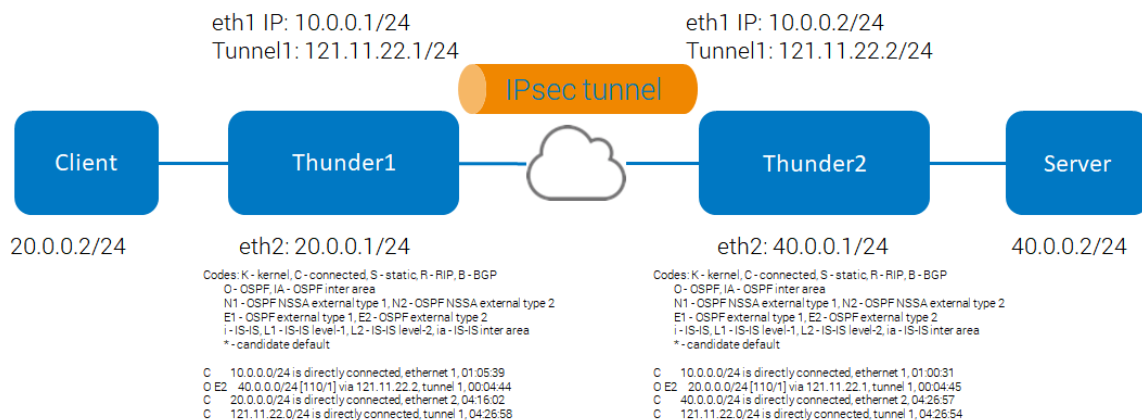 eth1 IP: 10.0.0.1/24
Tunnel1: 121.11.22.1/24
eth1 IP: 10.0.0.2/24
Tunnel1: 121.11.22.2/24
IPsec tunnel
Client
Thunder1
Thunder2
Server
20.0.0.2/24
eth2: 20.0.0.1/24
eth2: 40.0.0.1/24
40.0.0.2/24
Codes: K - kernel, C - connected, S - static, R - RIP, B - BGP
O - OSPF, IA - OSPF inter area
N1 - OSPF NSSA external type 1, N2 - OSPF NSSA external type 2
E1 - OSPF external type 1, E2 - OSPF external type 2
i - IS-IS, L1 - IS-IS level-1, L2 - IS-IS level-2, ia - IS-IS inter area
* - candidate default
C 10.0.0.0/24 is directly connected, ethernet 1, 01:05:39
O E2 40.0.0.0/24 [110/1] via 121.11.22.2, tunnel 1, 00:04:44
C 20.0.0.0/24 is directly connected, ethernet 2, 04:16:02
C 121.11.22.0/24 is directly connected, tunnel 1, 04:26:58
Codes: K - kernel, C - connected, S - static, R - RIP, B - BGP
O - OSPF, IA - OSPF inter area
N1 - OSPF NSSA external type 1, N2 - OSPF NSSA external type 2
E1 - OSPF external type 1, E2 - OSPF external type 2
i - IS-IS, L1 - IS-IS level-1, L2 - IS-IS level-2, ia - IS-IS inter area
* - candidate default
C 10.0.0.0/24 is directly connected, ethernet 1, 01:00:31
O E2 20.0.0.0/24 [110/1] via 121.11.22.1, tunnel 1, 00:04:45
C 40.0.0.0/24 is directly connected, ethernet 2, 04:26:57
C 121.11.22.0/24 is directly connected, tunnel 1, 04:26:54